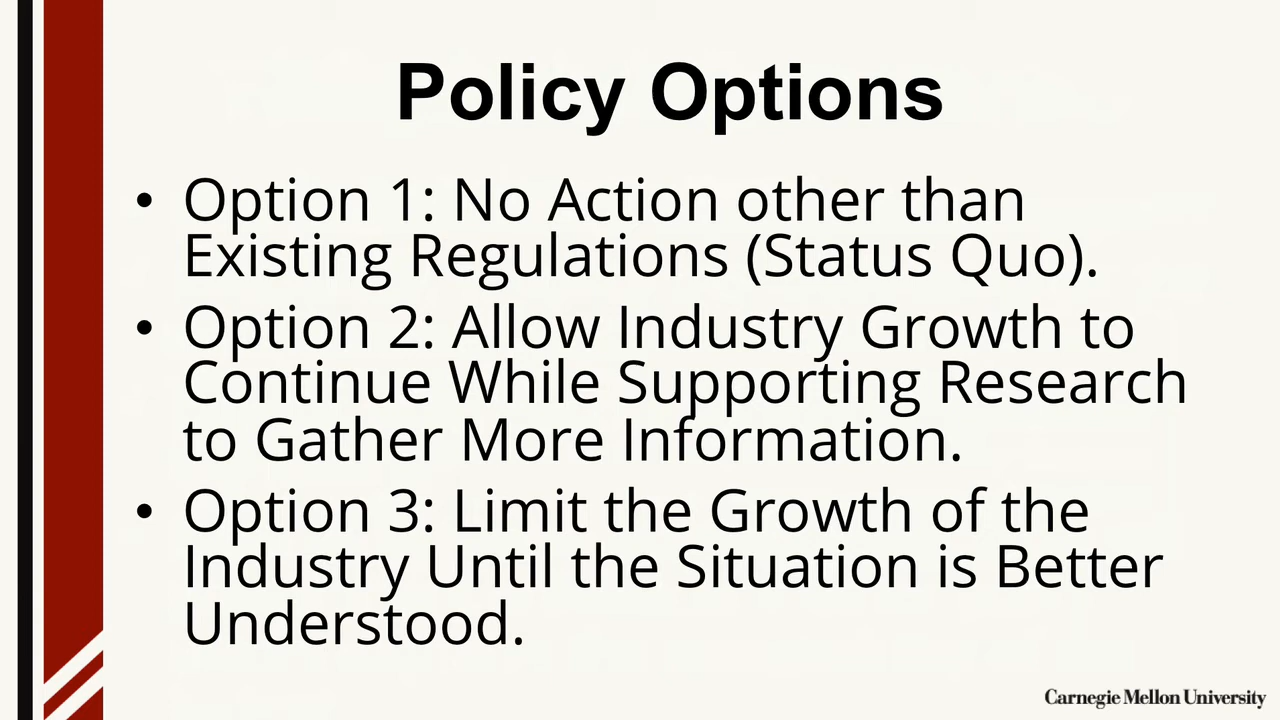 Policy Options
• Option 1: No Action other than
Existing Regulations (Status Quo).
• Option 2: Allow Industry Growth to
Continue While Supporting Research
to Gather More Information.
• Option 3: Limit the Growth of the
Industry Until the Situation is Better
Understood.
Carnegie Mellon University